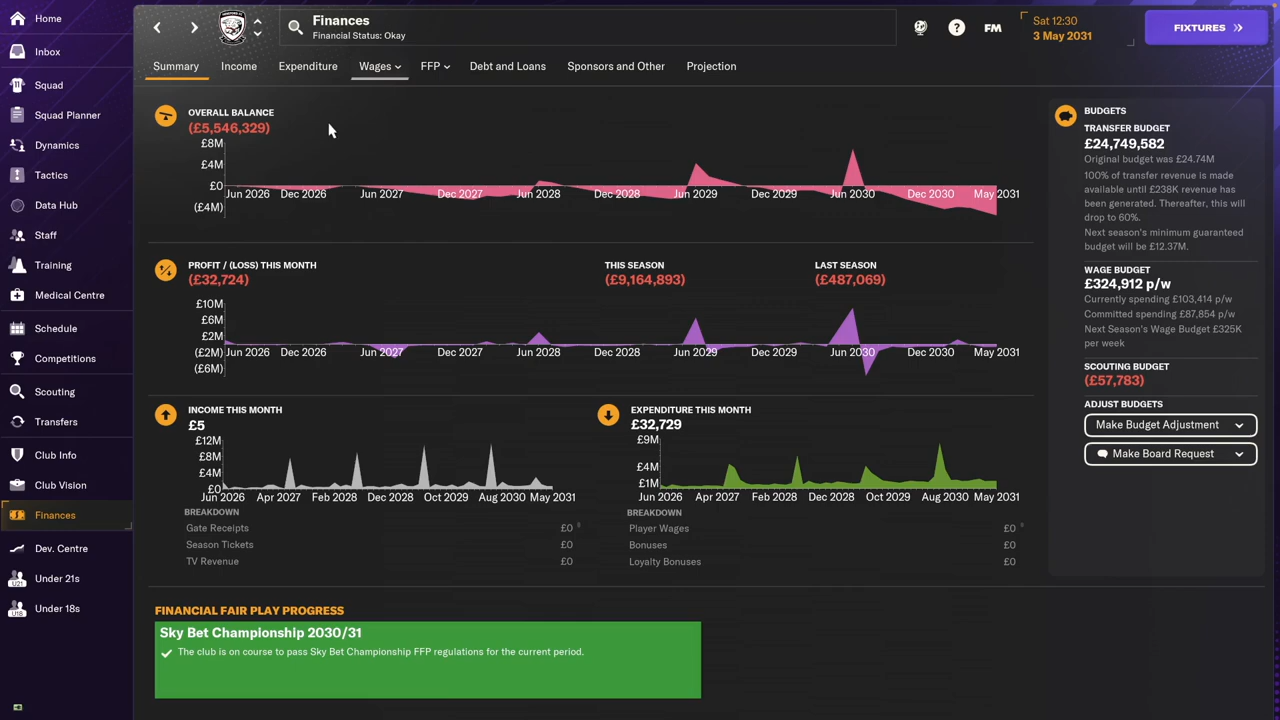 Home
Inbox
Squad
Squad Planner
Dynamics
Tactics
Data Hub
Staff
Training
Medical Centre
Schedule
Competitions
Scouting
Transfers
Club Info
Club Vision
Finances
Dev. Centre
Under 21s
Under 18s
Finances
Financial Status: Okay
FM
Sat 12:30
3 May 2031
FIXTURES
Summary Income Expenditure Wages FFP Debt and Loans Sponsors and Other Projection
OVERALL BALANCE
(£5,546,329)
£8M
£4M
£0
(£4M)
Jun 2026 Dec 2026 Jun 2027 Dec 2027 Jun 2028 Dec 2028 Jun 2029 Dec 2029 Jun 2030 Dec 2030 May 2031
PROFIT / (LOSS) THIS MONTH
(£32,724)
THIS SEASON
(£9,164,893)
LAST SEASON
(£487,069)
£10M
£6M
£2M
(£2M)
(£6M)
Jun 2026 Dec 2026 Jun 2027 Dec 2027 Jun 2028 Dec 2028 Jun 2029 Dec 2029 Jun 2030 Dec 2030 May 2031
INCOME THIS MONTH
£5
£12M
£8M
£4M
£0
Jun 2026 Apr 2027 Feb 2028 Dec 2028 Oct 2029 Aug 2030 May 2031
BREAKDOWN
Gate Receipts £0
Season Tickets £0
TV Revenue £0
EXPENDITURE THIS MONTH
£32,729
£9M
£4M
£1M
Jun 2026 Apr 2027 Feb 2028 Dec 2028 Oct 2029 Aug 2030 May 2031
BREAKDOWN
Player Wages £0
Bonuses £0
Loyalty Bonuses £0
FINANCIAL FAIR PLAY PROGRESS
Sky Bet Championship 2030/31
The club is on course to pass Sky Bet Championship FFP regulations for the current period.
BUDGETS
TRANSFER BUDGET
£24,749,582
Original budget was £24.74M
100% of transfer revenue is made
available until £238K revenue has
been generated. Thereafter, this will
drop to 60%.
Next season's minimum guaranteed
budget will be £12.37M.
WAGE BUDGET
£324,912 p/w
Currently spending £103,414 p/w
Committed spending £87,854 p/w
Next Season's Wage Budget £325K
per week
SCOUTING BUDGET
(£57,783)
ADJUST BUDGETS
Make Budget Adjustment
Make Board Request